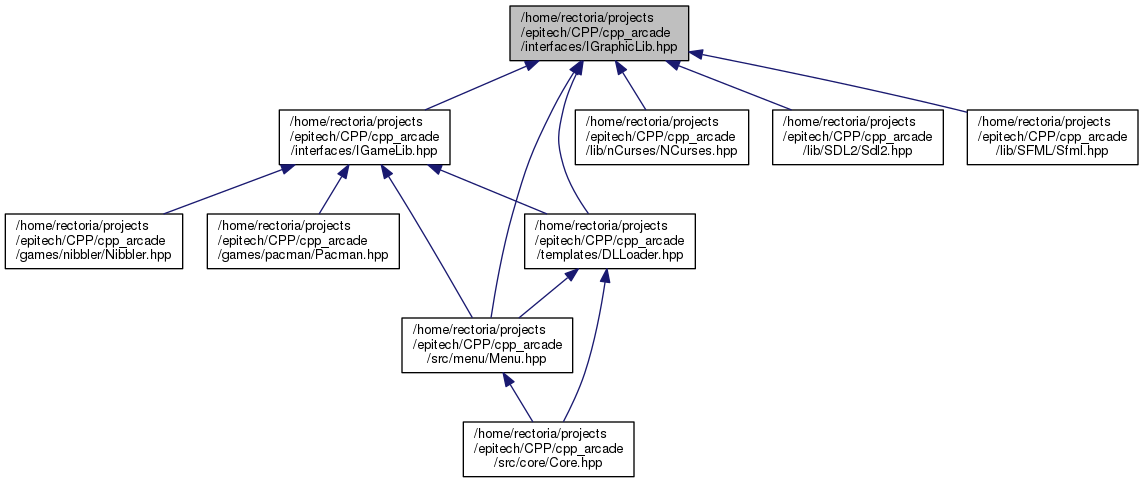 /home/rectoria/projects
/epitech/CPP/cpp_arcade
/interfaces/IGraphicLib.hpp
/home/rectoria/projects
/epitech/CPP/cpp_arcade
/interfaces/IGameLib.hpp
/home/rectoria/projects
/epitech/CPP/cpp_arcade
/lib/nCurses/NCurses.hpp
/home/rectoria/projects
/epitech/CPP/cpp_arcade
/lib/SDL2/Sdl2.hpp
/home/rectoria/projects
/epitech/CPP/cpp_arcade
/lib/SFML/Sfml.hpp
/home/rectoria/projects
/epitech/CPP/cpp_arcade
/games/nibbler/Nibbler.hpp
/home/rectoria/projects
/epitech/CPP/cpp_arcade
/games/pacman/Pacman.hpp
/home/rectoria/projects
/epitech/CPP/cpp_arcade
/templates/DLLoader.hpp
/home/rectoria/projects
/epitech/CPP/cpp_arcade
/src/menu/Menu.hpp
/home/rectoria/projects
/epitech/CPP/cpp_arcade
/src/core/Core.hpp